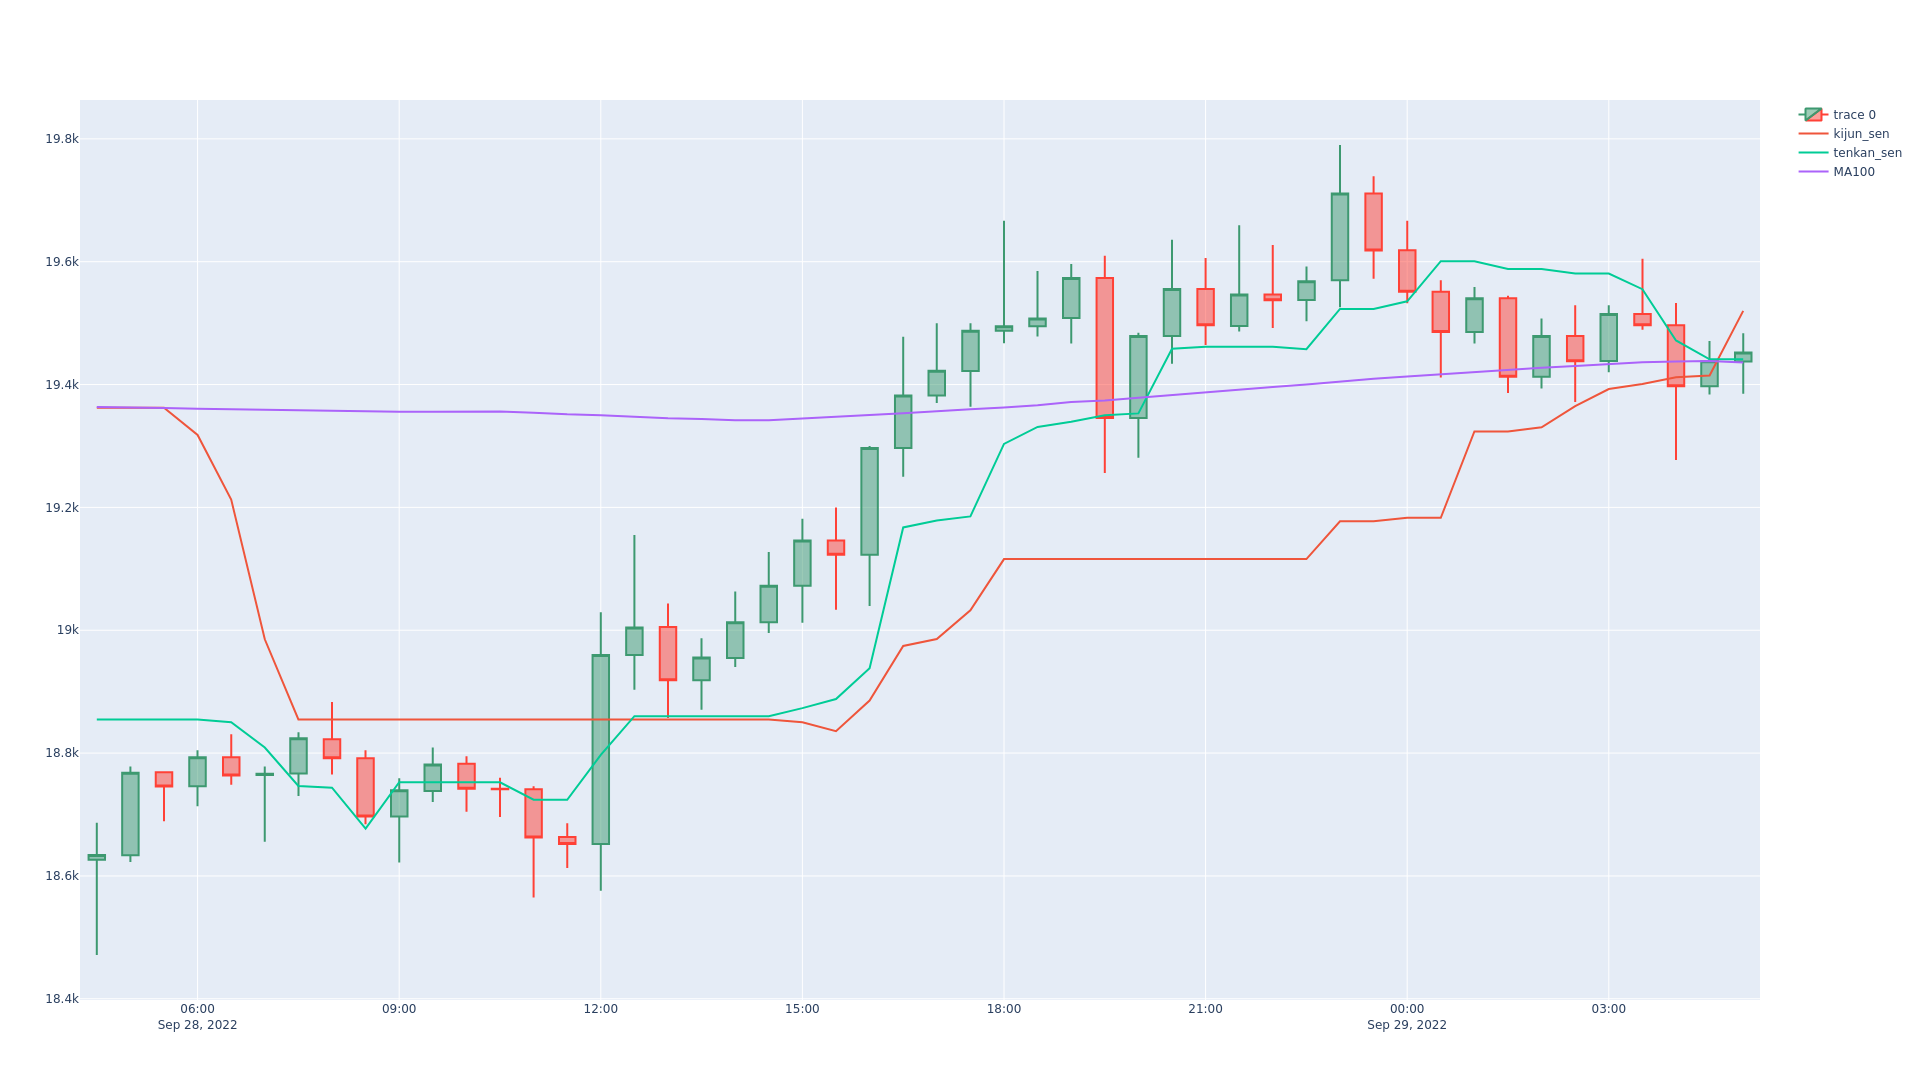 19.8k
19.6k
19.4k
19.2k
19k
18.8k
18.6k
18.4k
06:00
Sep 28, 2022
09:00
12:00
15:00
18:00
21:00
00:00
Sep 29, 2022
03:00
trace 0
kijun_sen
tenkan_sen
MA100